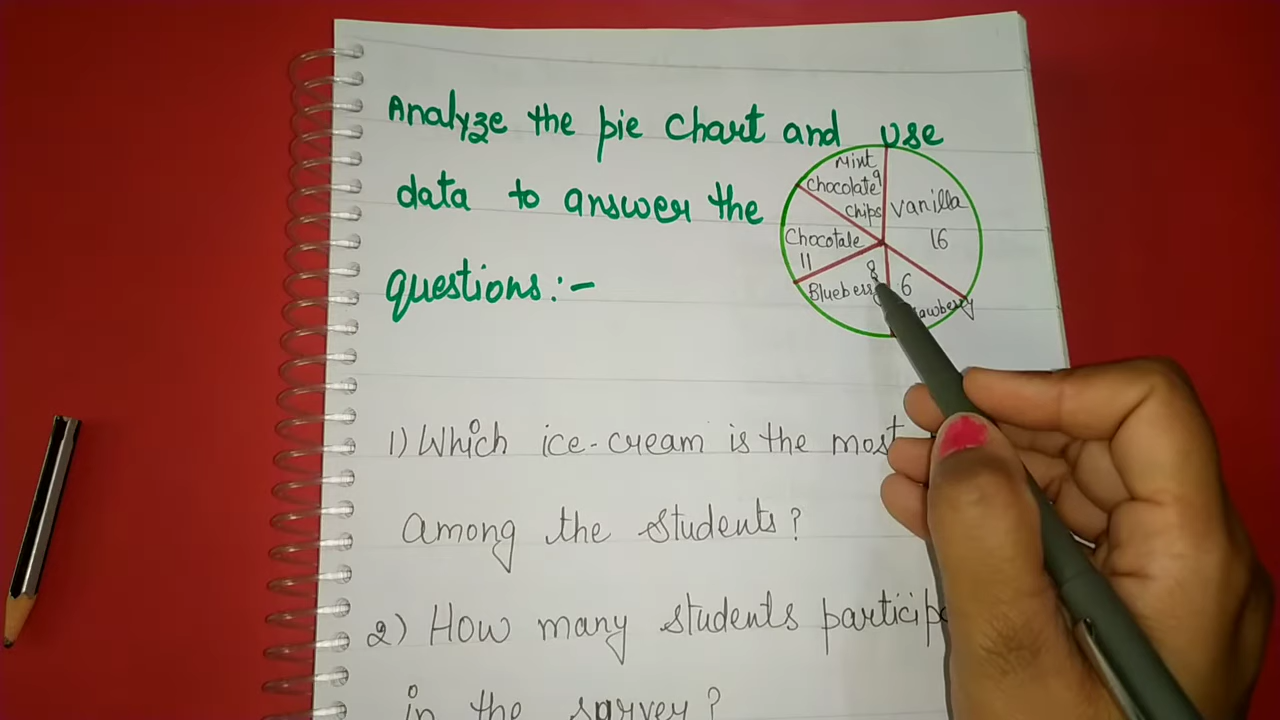 Analyze the pie chart and use
data to answer the
questions:-
Mint
chocolate 9
chips
Vanilla
16
Chocotale
11
8
Blueberry
6
1) Which ice-cream is the most
among the students?
2) How many students
in the survey?